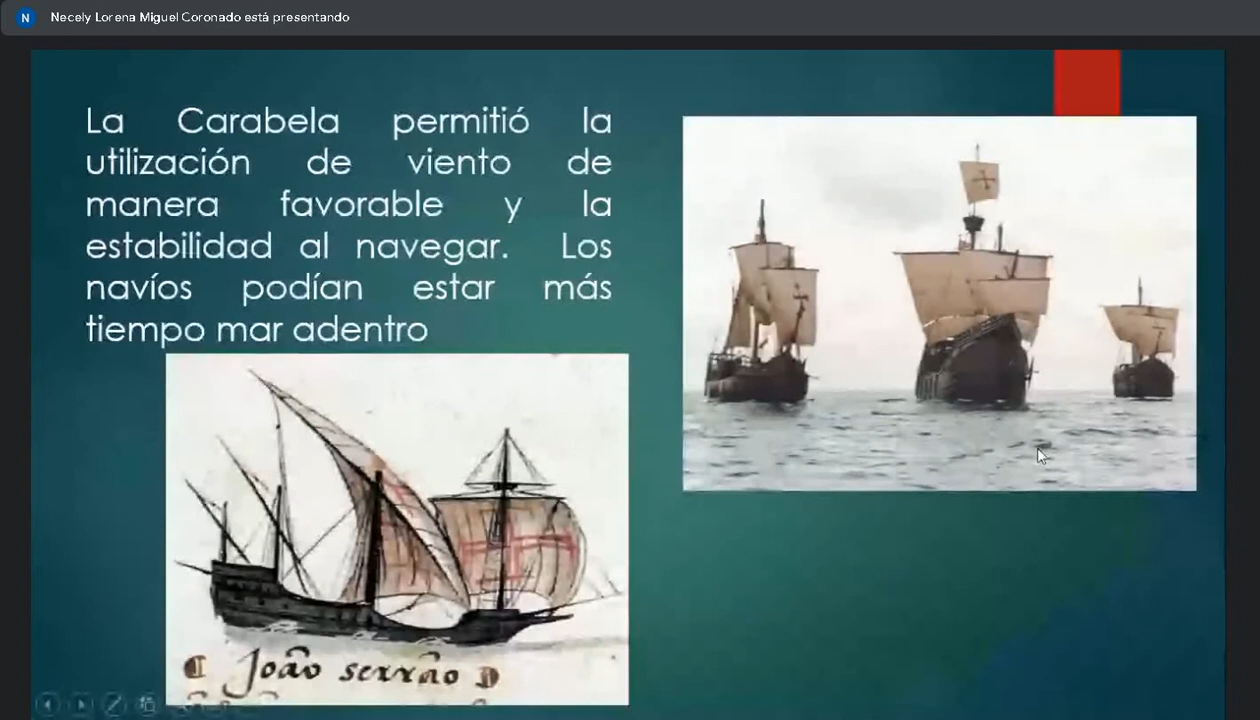 N Necely Lorena Miguel Coronado está presentando
La Carabela permitió la
utilización de viento de
manera favorable y la
estabilidad al navegar. Los
navíos podían estar más
tiempo mar adentro
João serrão